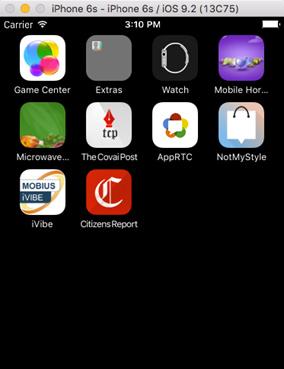 iPhone 6s - iPhone 6s / iOS 9.2 (13C75)
Carrier 3:10 PM
Game Center Extras Watch Mobile Hor...
tcp
Microwave... The Covai Post AppRTC NotMyStyle
MOBIUS
iVIBE
C
iVibe Citizens Report